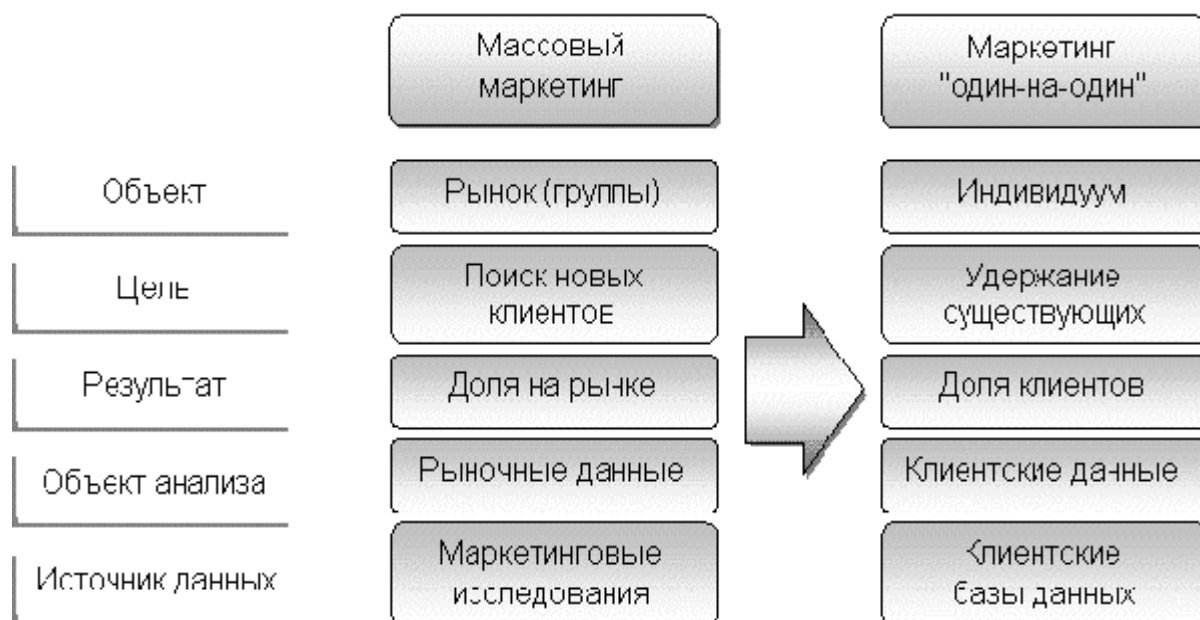 Массовый
маркетинг
Маркетинг
"один-на-один"
Объект
Рынок (группы)
Индивидуум
Цель
Поиск новых
клиентов
Удержание
существующих
Результат
Доля на рынке
Доля клиентов
Объект анализа
Рыночные данные
Клиентские данные
Источник данных
Маркетинговые
исследования
Клиентские
базы данных